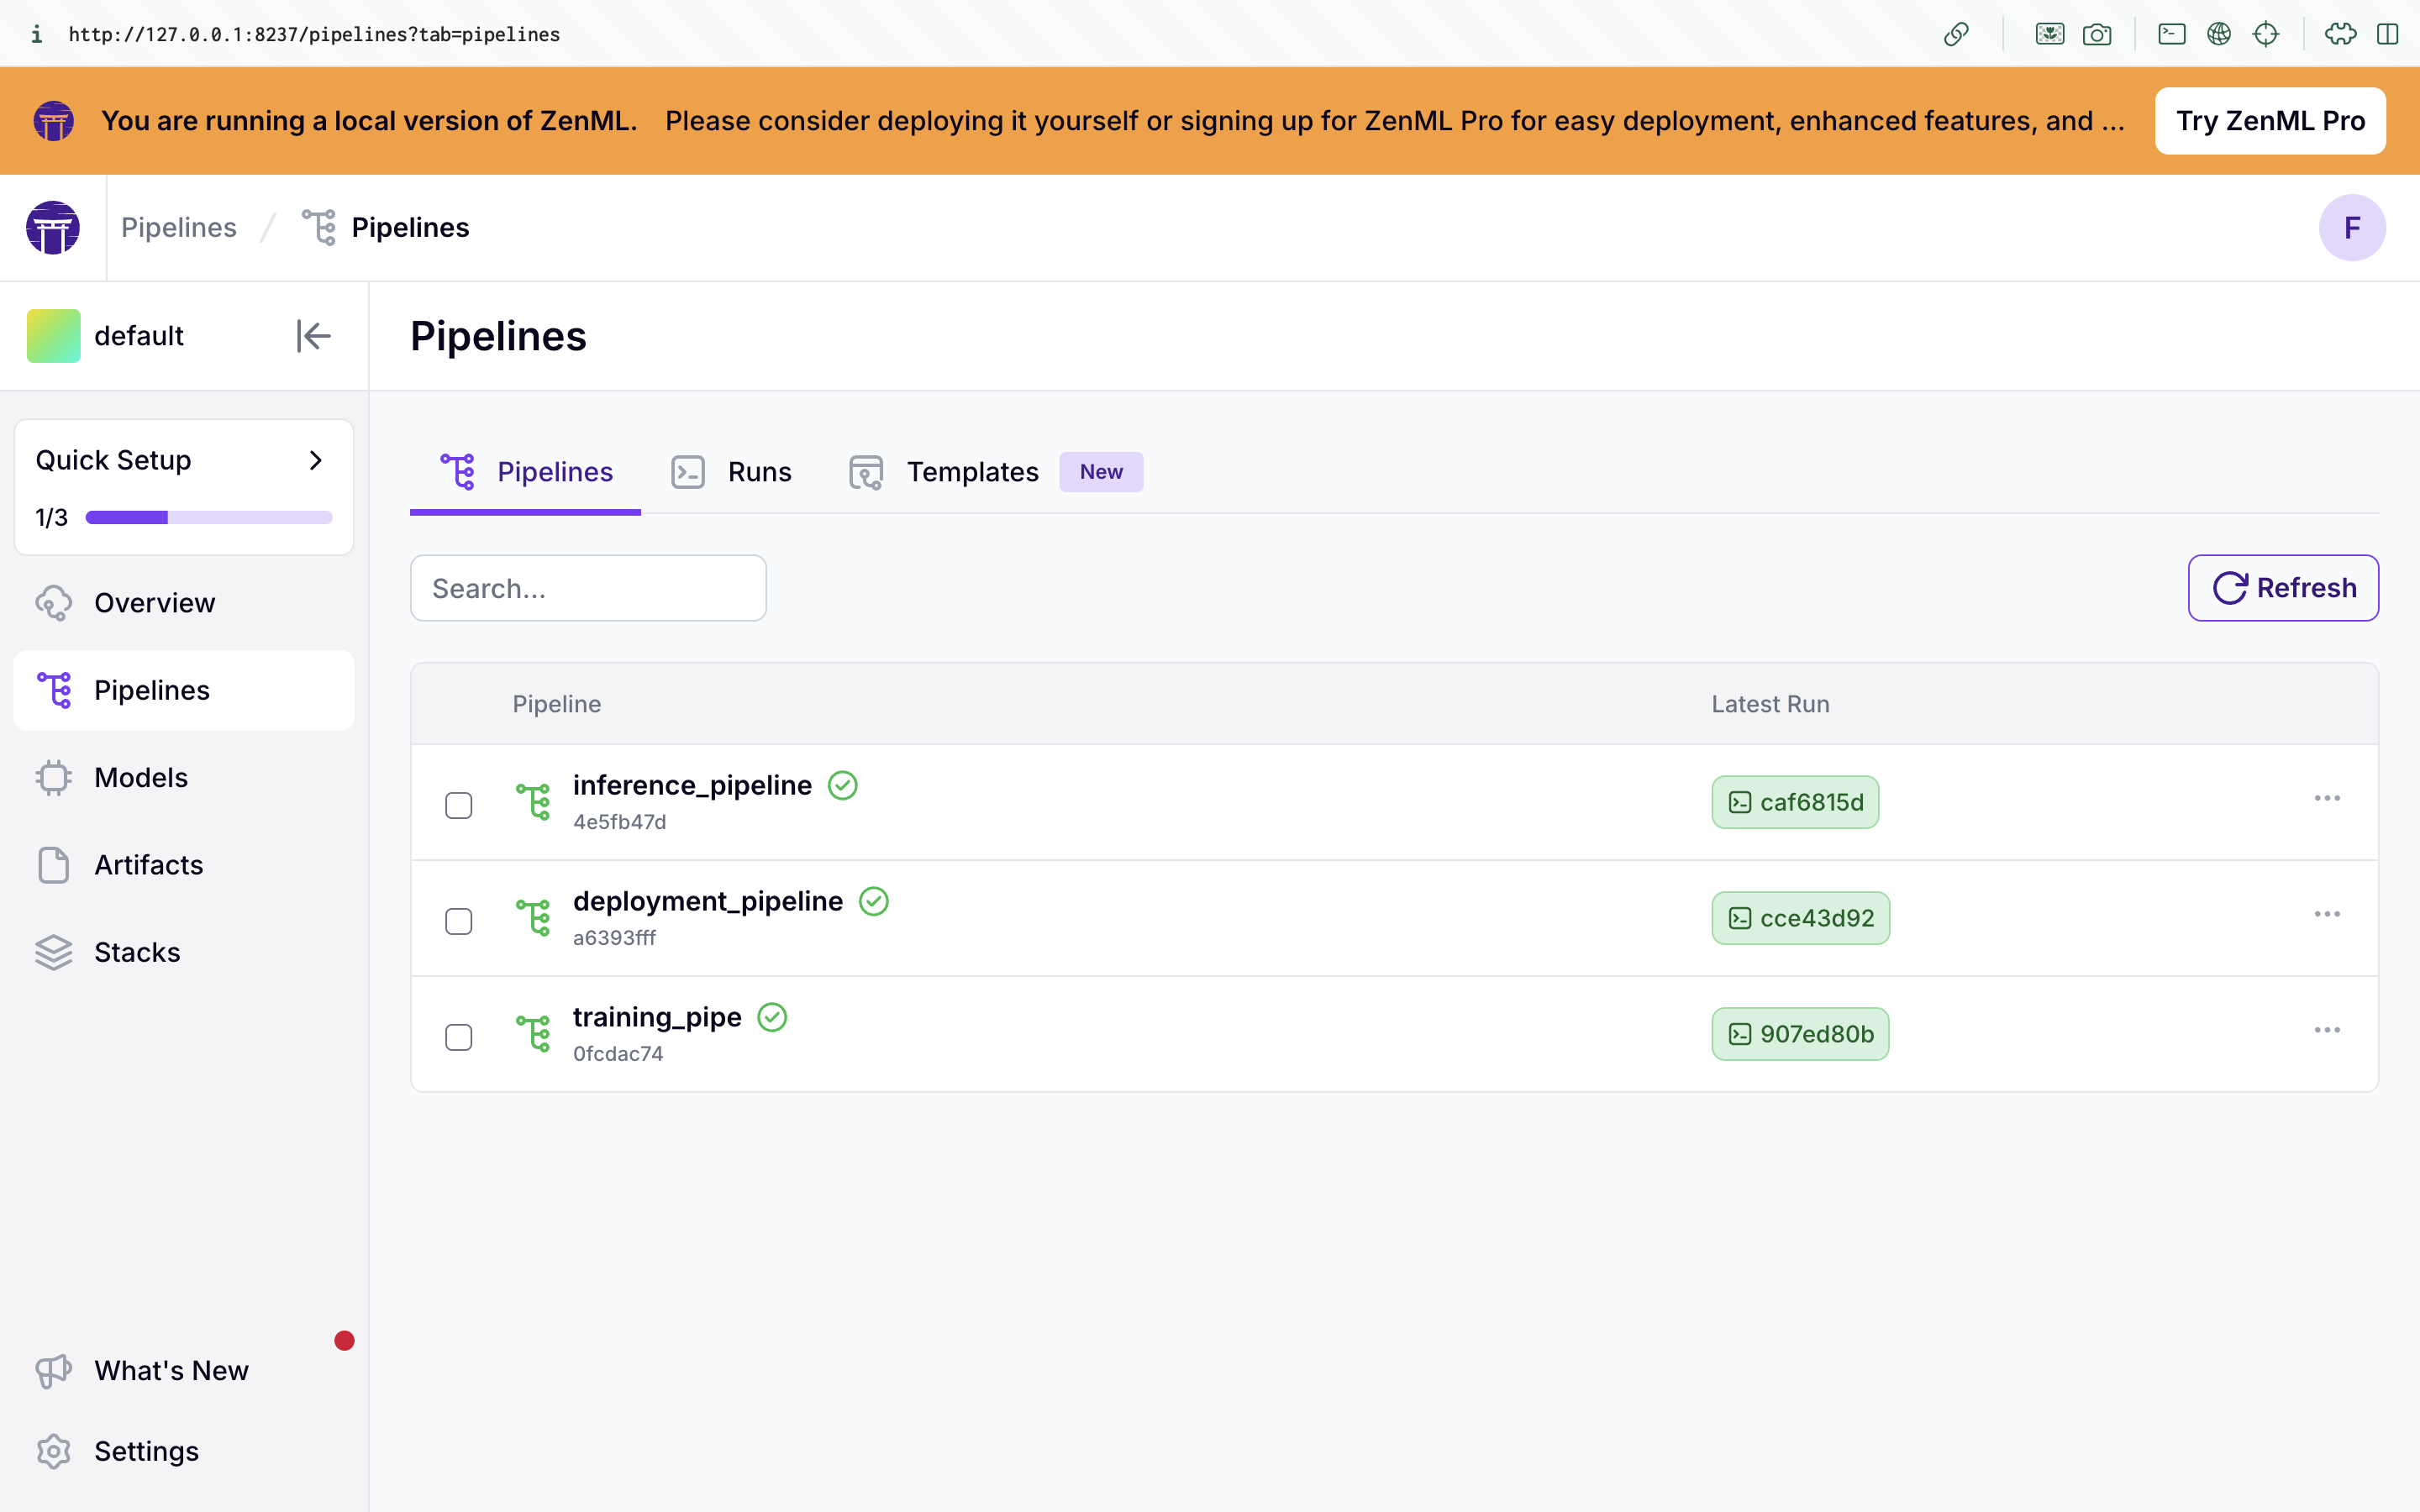 http://127.0.0.1:8237/pipelines?tab=pipelines
You are running a local version of ZenML. Please consider deploying it yourself or signing up for ZenML Pro for easy deployment, enhanced features, and ...
Try ZenML Pro
Pipelines / Pipelines
F
default
Pipelines
Quick Setup
1/3
Overview
Pipelines
Models
Artifacts
Stacks
What's New
Settings
Pipelines Runs Templates New
Search...
Refresh
Pipeline Latest Run
inference_pipeline
4e5fb47d
caf6815d
deployment_pipeline
a6393fff
cce43d92
training_pipe
0fcdac74
907ed80b